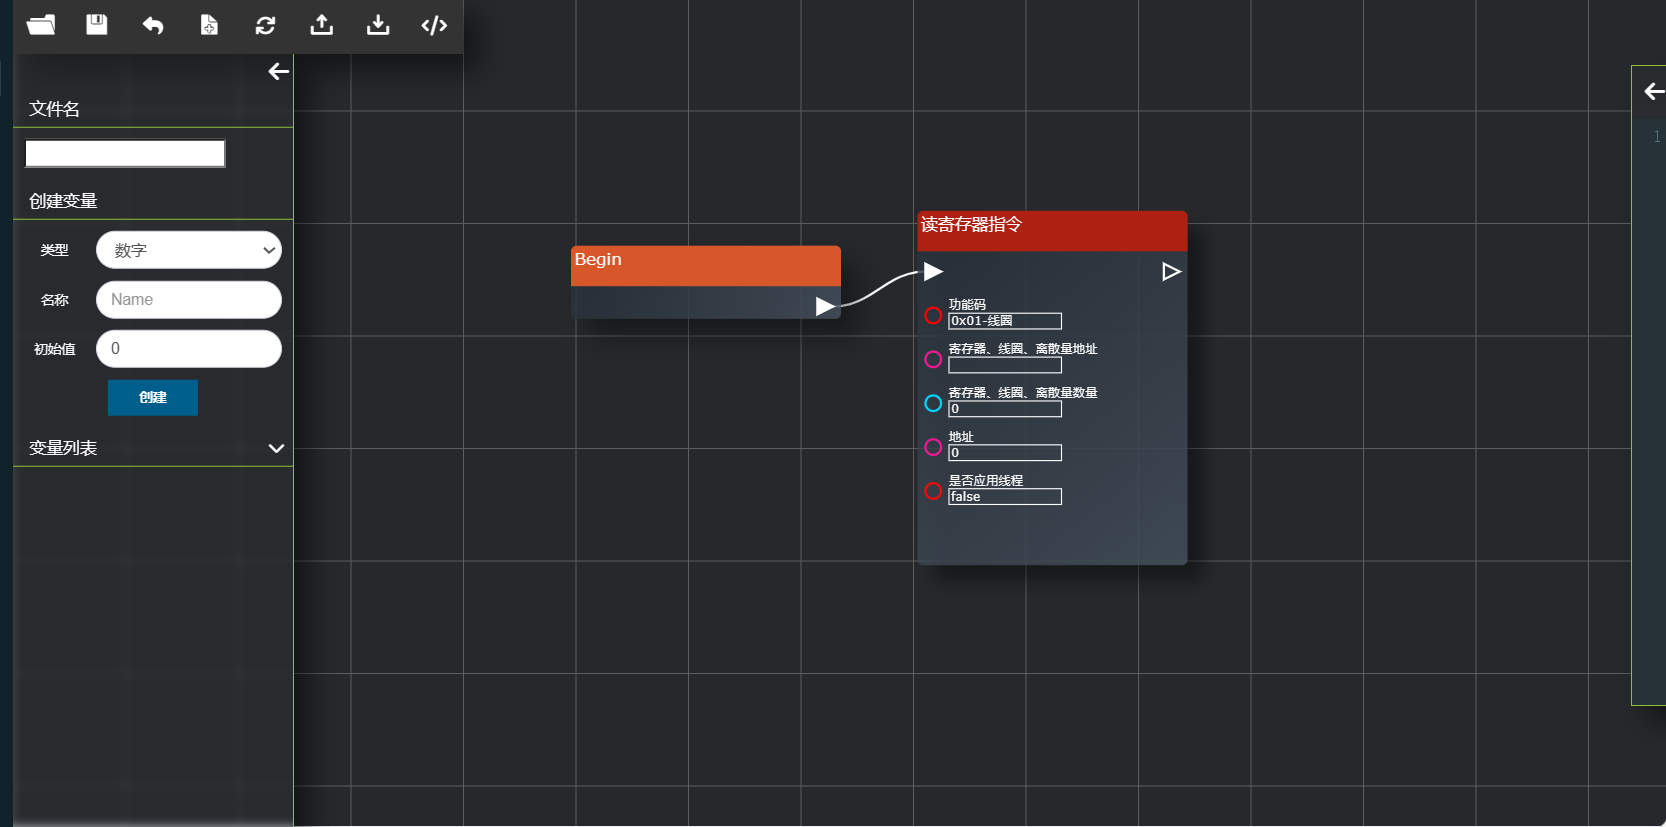 文件名
创建变量
类型
数字
名称
Name
初始值
0
创建
变量列表
Begin
读寄存器指令
功能码
0x01-线圈
寄存器、线圈、离散量地址
寄存器、线圈、离散量数量
0
地址
0
是否应用线程
false
1